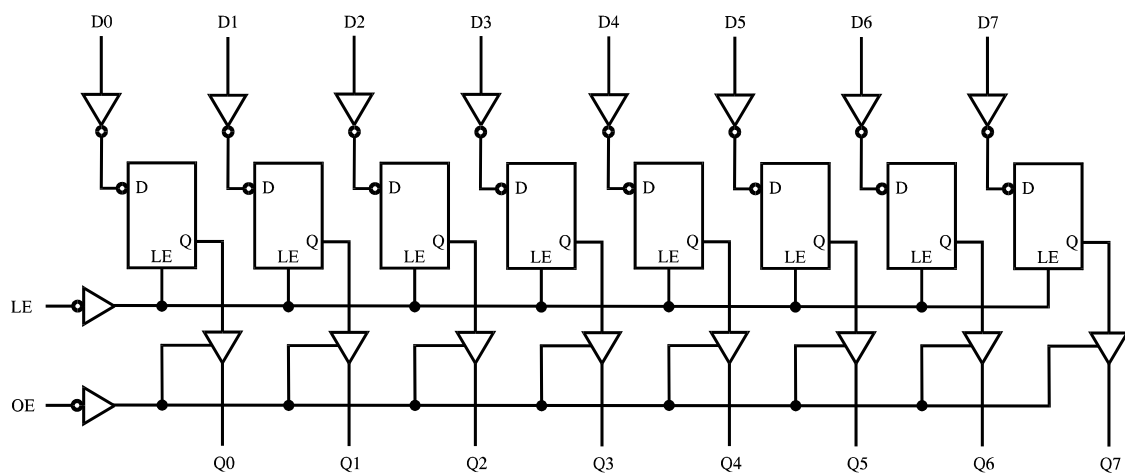 D0 D1 D2 D3 D4 D5 D6 D7
D D D D D D D D
Q Q Q Q Q Q Q Q
LE LE LE LE LE LE LE LE
LE
OE
Q0 Q1 Q2 Q3 Q4 Q5 Q6 Q7